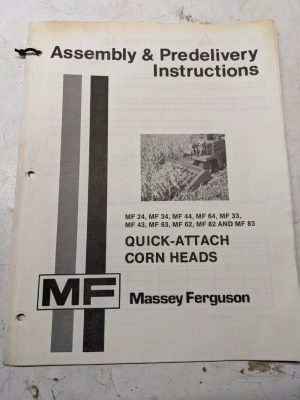 Assembly & Predelivery
Instructions
MF 24, MF 34, MF 44, MF 64, MF 33,
MF 43, MF 63, MF 62, MF 82 AND MF 83
QUICK-ATTACH
CORN HEADS
MF
Massey Ferguson